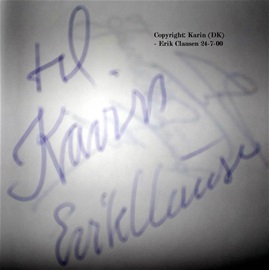 Copyright: Karin (DK)
- Erik Clausen 24-7-00
til
Karin
Erik Clausen